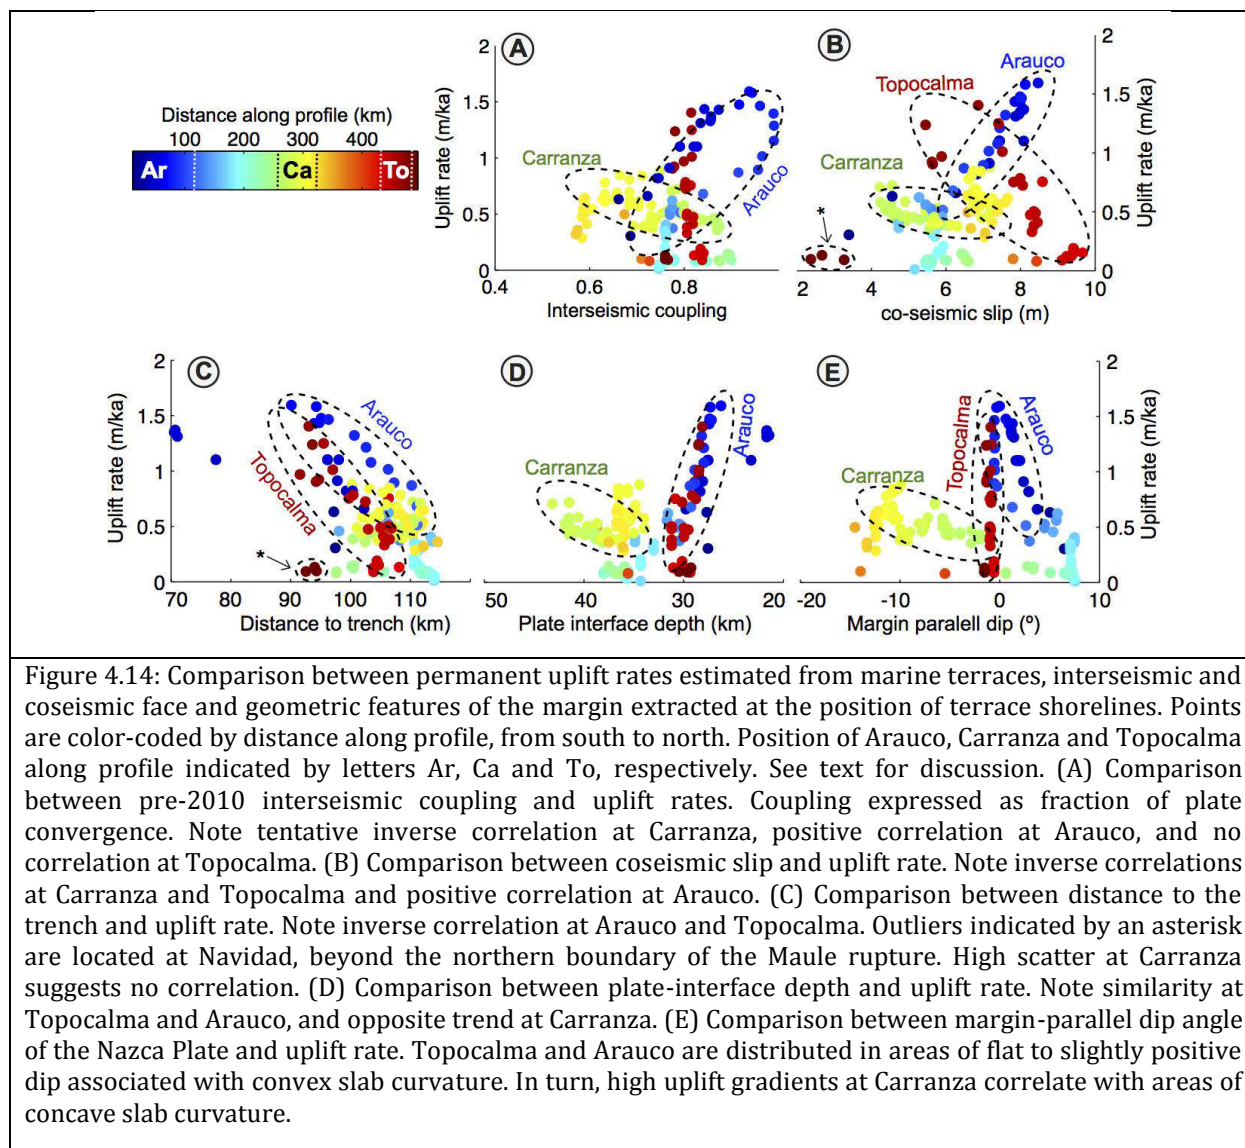 A
B
2
1.5
1
0.5
0
Uplift rate (m/ka)
0.4
0.6
0.8
Interseismic coupling
Carranza
Arauco
Distance along profile (km)
100
200
300
400
Ar
Ca
To
Topocalma
Arauco
Carranza
*
2
4
6
8
10
co-seismic slip (m)
2
1.5
1
0.5
0
Uplift rate (m/ka)
C
D
E
2
1.5
1
0.5
0
Uplift rate (m/ka)
Arauco
Topocalma
*
70
80
90
100
110
Distance to trench (km)
Carranza
Arauco
50
40
30
20
Plate interface depth (km)
Carranza
Topocalma
Arauco
-20
-10
0
10
Margin paralell dip (º)
2
1.5
1
0.5
0
Uplift rate (m/ka)
Figure 4.14: Comparison between permanent uplift rates estimated from marine terraces, interseismic and
coseismic face and geometric features of the margin extracted at the position of terrace shorelines. Points
are color-coded by distance along profile, from south to north. Position of Arauco, Carranza and Topocalma
along profile indicated by letters Ar, Ca and To, respectively. See text for discussion. (A) Comparison
between pre-2010 interseismic coupling and uplift rates. Coupling expressed as fraction of plate
convergence. Note tentative inverse correlation at Carranza, positive correlation at Arauco, and no
correlation at Topocalma. (B) Comparison between coseismic slip and uplift rate. Note inverse correlations
at Carranza and Topocalma and positive correlation at Arauco. (C) Comparison between distance to the
trench and uplift rate. Note inverse correlation at Arauco and Topocalma. Outliers indicated by an asterisk
are located at Navidad, beyond the northern boundary of the Maule rupture. High scatter at Carranza
suggests no correlation. (D) Comparison between plate-interface depth and uplift rate. Note similarity at
Topocalma and Arauco, and opposite trend at Carranza. (E) Comparison between margin-parallel dip angle
of the Nazca Plate and uplift rate. Topocalma and Arauco are distributed in areas of flat to slightly positive
dip associated with convex slab curvature. In turn, high uplift gradients at Carranza correlate with areas of
concave slab curvature.